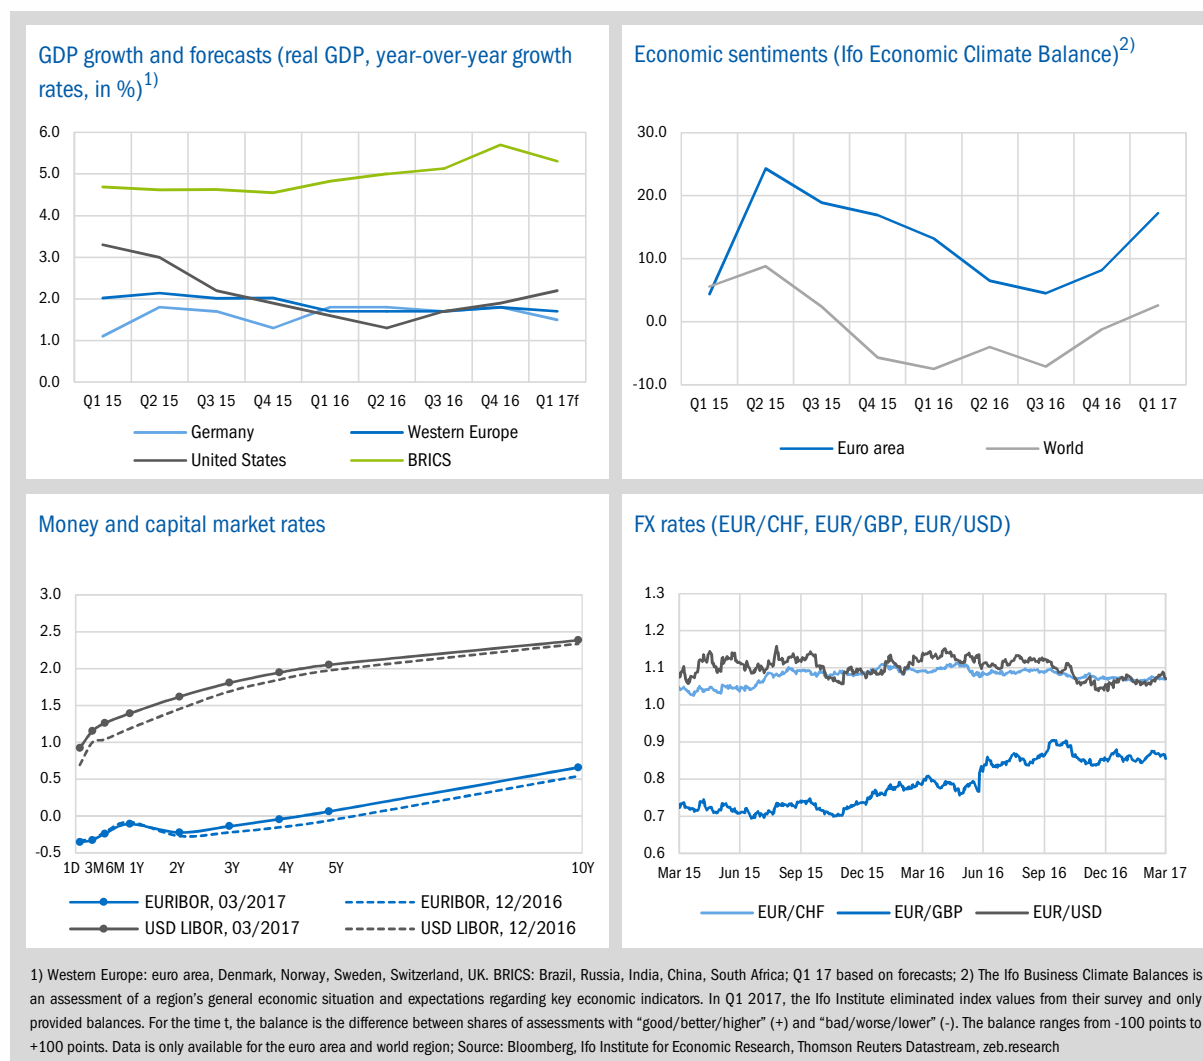 GDP growth and forecasts (real GDP, year-over-year growth
rates, in %)1)
6.0
5.0
4.0
3.0
2.0
1.0
0.0
Q1 15 Q2 15 Q3 15 Q4 15 Q1 16 Q2 16 Q3 16 Q4 16 Q1 17f
Germany Western Europe
United States BRICS
Economic sentiments (Ifo Economic Climate Balance)2)
30.0
20.0
10.0
0.0
-10.0
Q1 15 Q2 15 Q3 15 Q4 15 Q1 16 Q2 16 Q3 16 Q4 16 Q1 17
Euro area World
Money and capital market rates
3.0
2.5
2.0
1.5
1.0
0.5
0.0
-0.5
1D 3M 6M 1Y 2Y 3Y 4Y 5Y 10Y
EURIBOR, 03/2017 EURIBOR, 12/2016
USD LIBOR, 03/2017 USD LIBOR, 12/2016
FX rates (EUR/CHF, EUR/GBP, EUR/USD)
1.3
1.2
1.1
1.0
0.9
0.8
0.7
0.6
Mar 15 Jun 15 Sep 15 Dec 15 Mar 16 Jun 16 Sep 16 Dec 16 Mar 17
EUR/CHF EUR/GBP EUR/USD
1) Western Europe: euro area, Denmark, Norway, Sweden, Switzerland, UK. BRICS: Brazil, Russia, India, China, South Africa; Q1 17 based on forecasts; 2) The Ifo Business Climate Balances is
an assessment of a region's general economic situation and expectations regarding key economic indicators. In Q1 2017, the Ifo Institute eliminated index values from their survey and only
provided balances. For the time t, the balance is the difference between shares of assessments with “good/better/higher” (+) and “bad/worse/lower” (-). The balance ranges from -100 points to
+100 points. Data is only available for the euro area and world region; Source: Bloomberg, Ifo Institute for Economic Research, Thomson Reuters Datastream, zeb.research